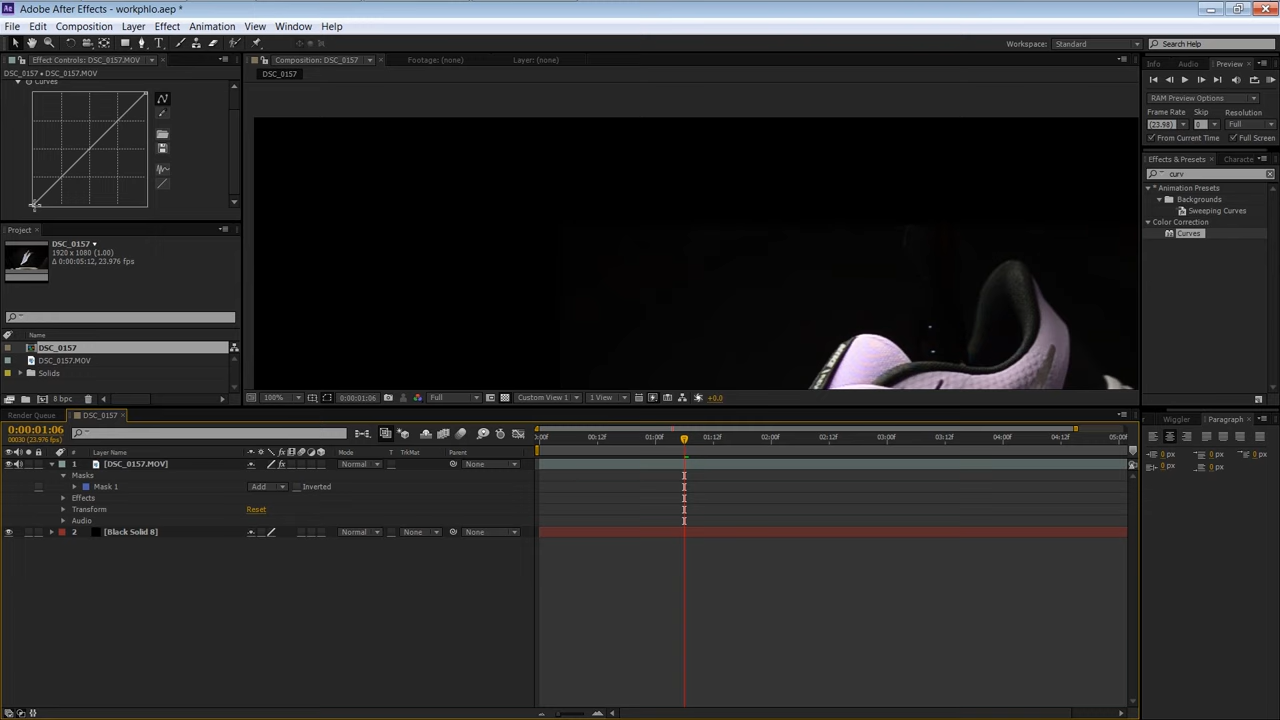 Adobe After Effects - workphlo.aep *
File Edit Composition Layer Effect Animation View Window Help
Workspace: Standard Search Help
Effect Controls: DSC_0157.MOV
DSC_0157 • DSC_0157.MOV
Curves
Composition: DSC_0157
Footage: (none)
Layer: (none)
DSC_0157
Info Audio Preview
RAM Preview Options
Frame Rate Skip Resolution
(23.98) 0 Full
From Current Time Full Screen
Effects & Presets Characte
curv
* Animation Presets
Backgrounds
Sweeping Curves
Color Correction
Curves
Project
DSC_0157
1920 x 1080 (1.00)
Δ 0:00:05:12, 23.976 fps
Name
DSC_0157
DSC_0157.MOV
Solids
8 bpc
100% 0:00:01:06 Full Custom View 1 1 View +0.0
Render Queue DSC_0157
0:00:01:06
00030 (23.976 fps)
# Layer Name Mode T TrkMat Parent
:00f 00:12f 01:00f 01:12f 02:00f 02:12f 03:00f 03:12f 04:00f 04:12f 05:00f
1 [DSC_0157.MOV] Normal None
Masks
Mask 1 Add Inverted
Effects
Transform Reset
Audio
2 [Black Solid 8] Normal None None
Wiggler Paragraph
0 px 0 px 0 px
0 px 0 px